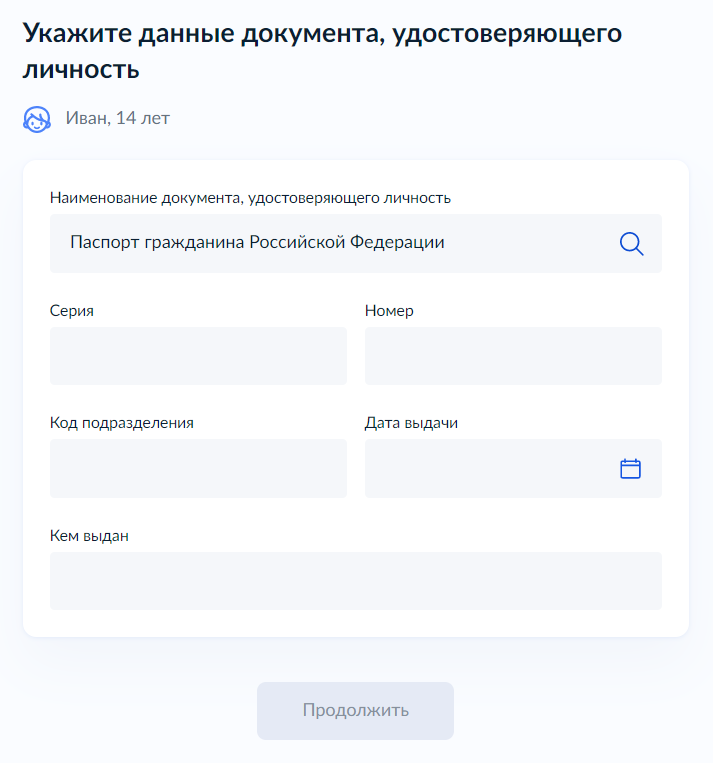 Укажите данные документа, удостоверяющего
личность
Иван, 14 лет
Наименование документа, удостоверяющего личность
Паспорт гражданина Российской Федерации
Серия
Номер
Код подразделения
Дата выдачи
Кем выдан
Продолжить